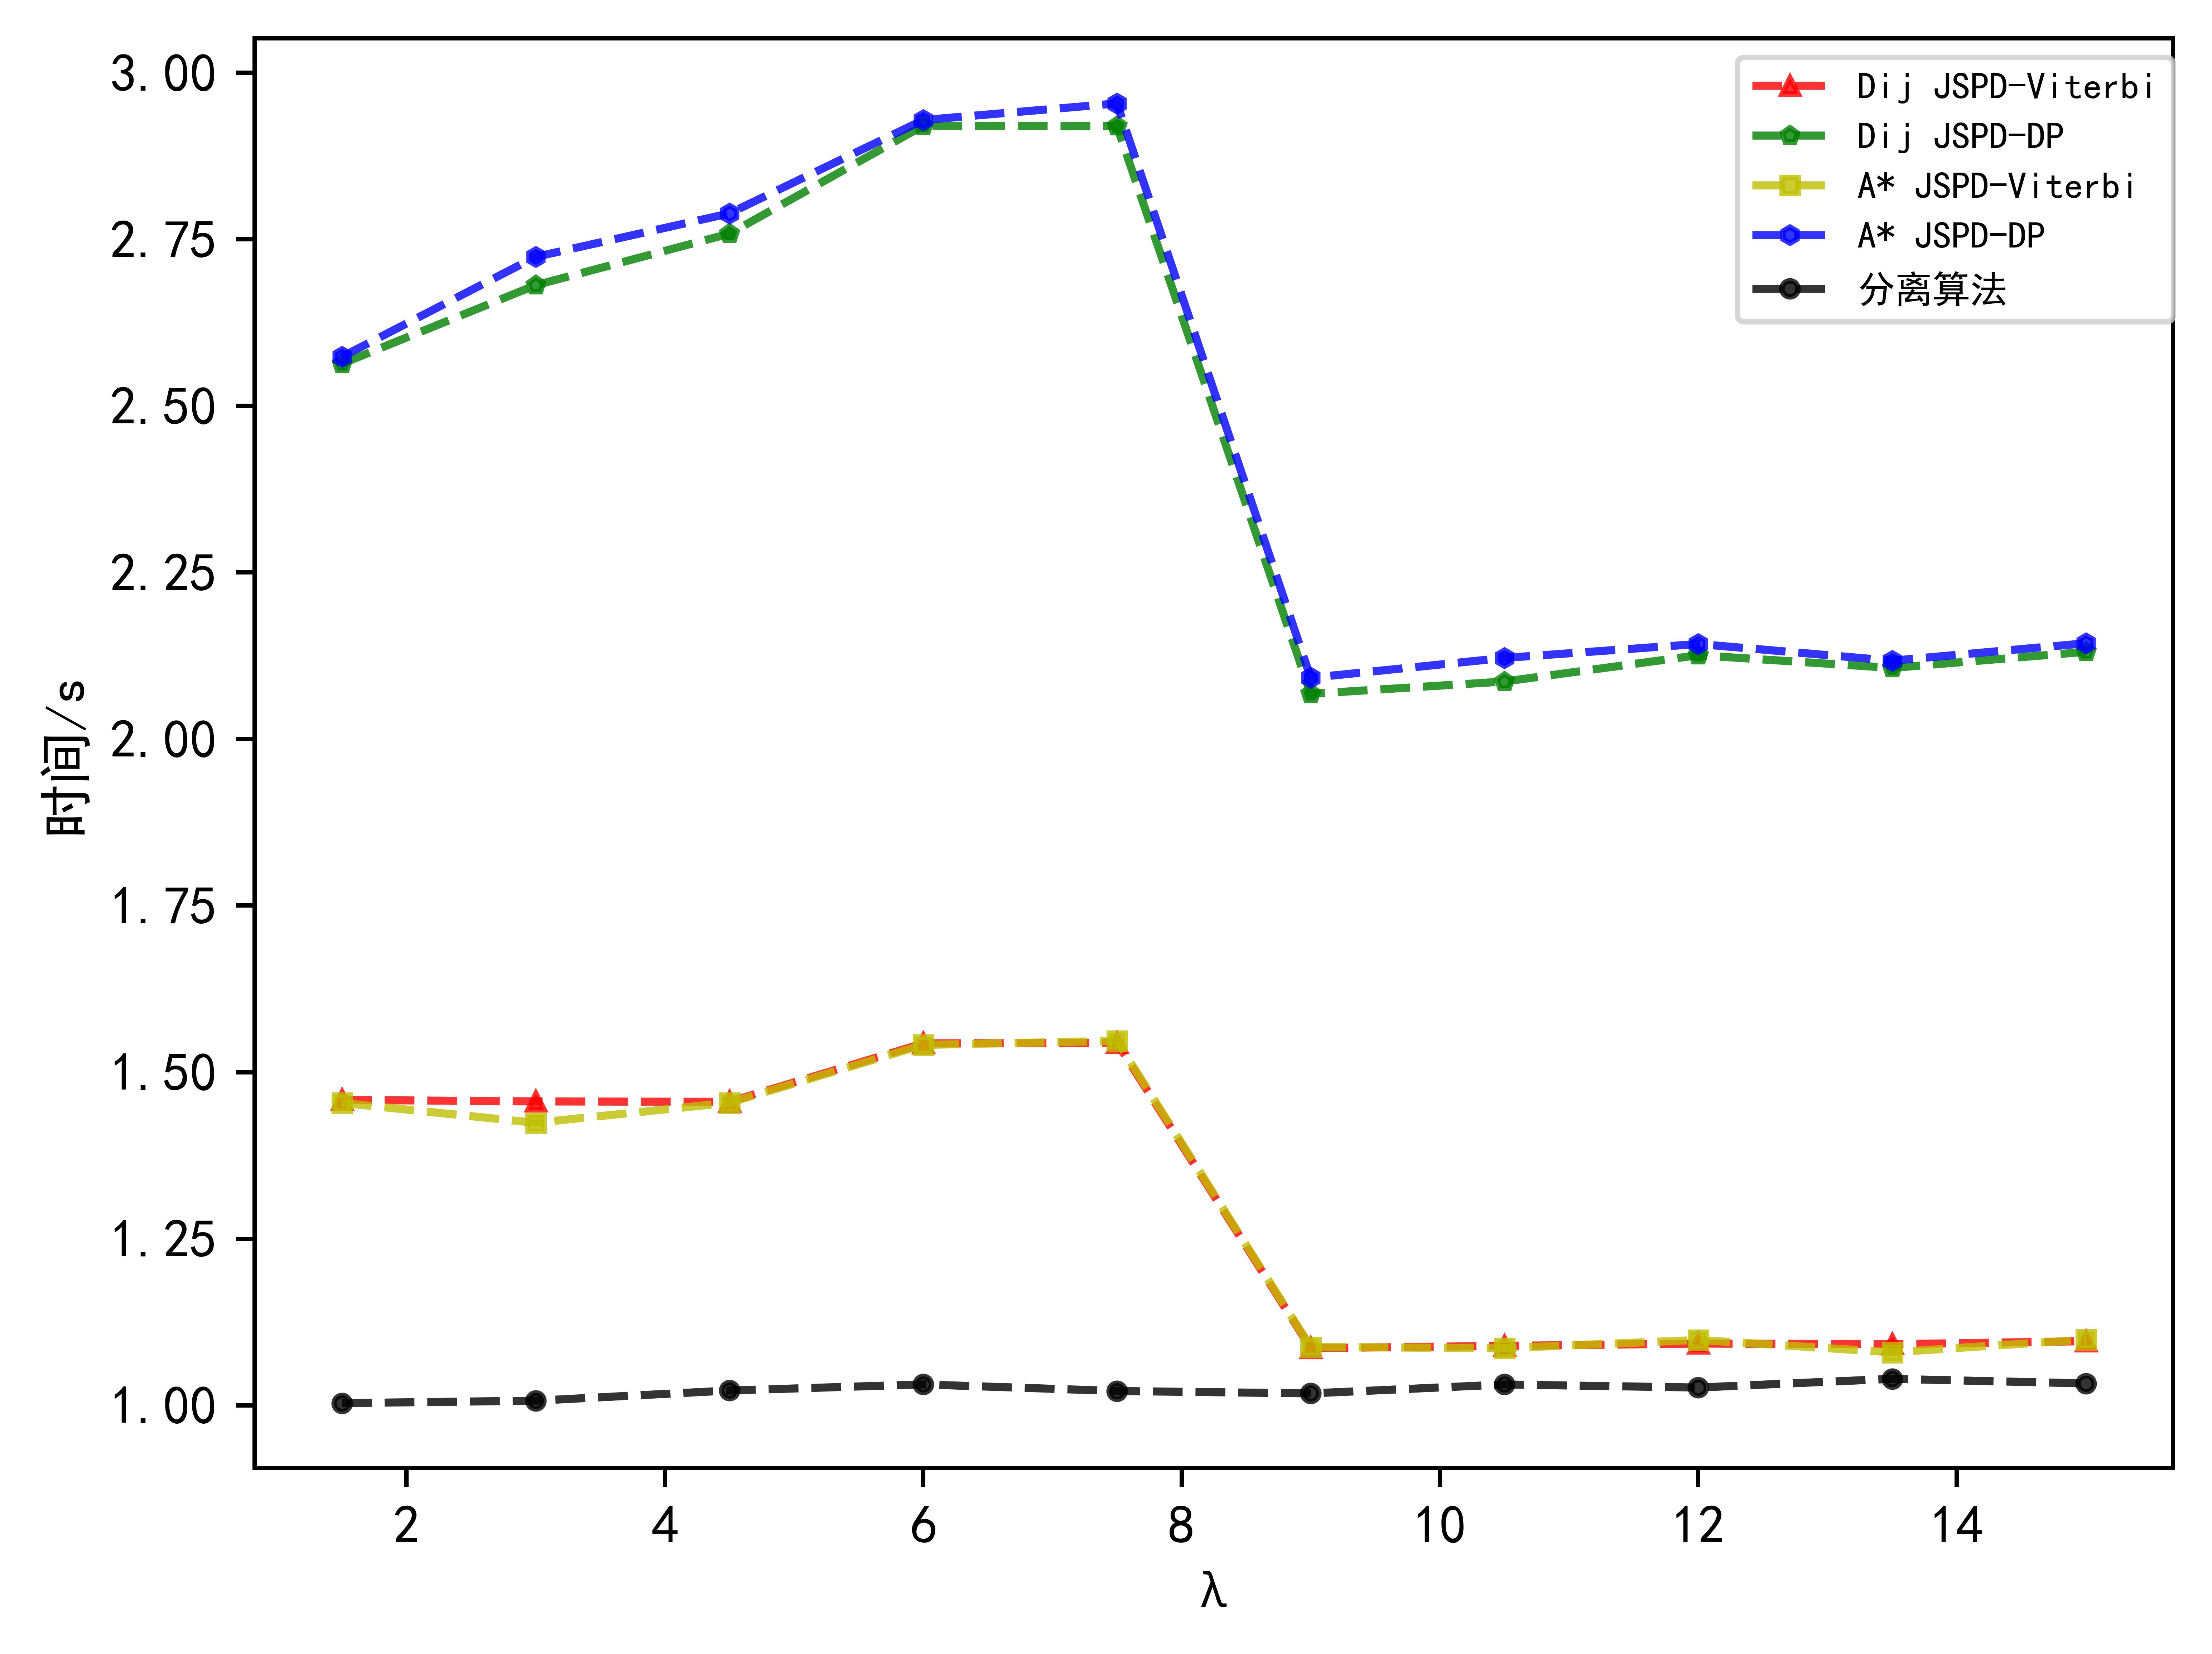 3.00
2.75
2.50
2.25
2.00
1.75
1.50
1.25
1.00
时间/s
2 4 6 8 10 12 14
λ
Dij JSPD-Viterbi
Dij JSPD-DP
A* JSPD-Viterbi
A* JSPD-DP
分离算法